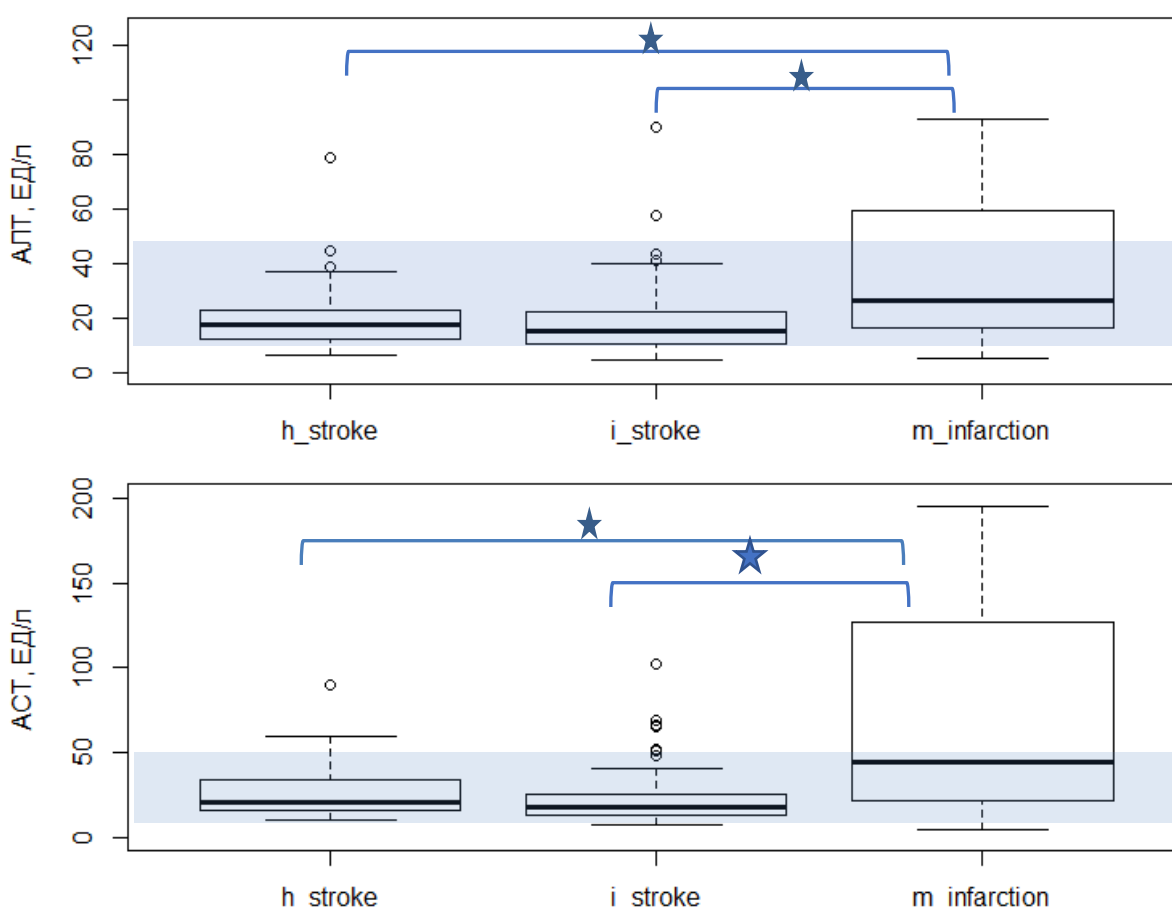 АЛТ, ЕД/л
120
80
60
40
20
0
h_stroke i_stroke m_infarction
АСТ, ЕД/л
200
150
100
50
0
h_stroke i_stroke m_infarction